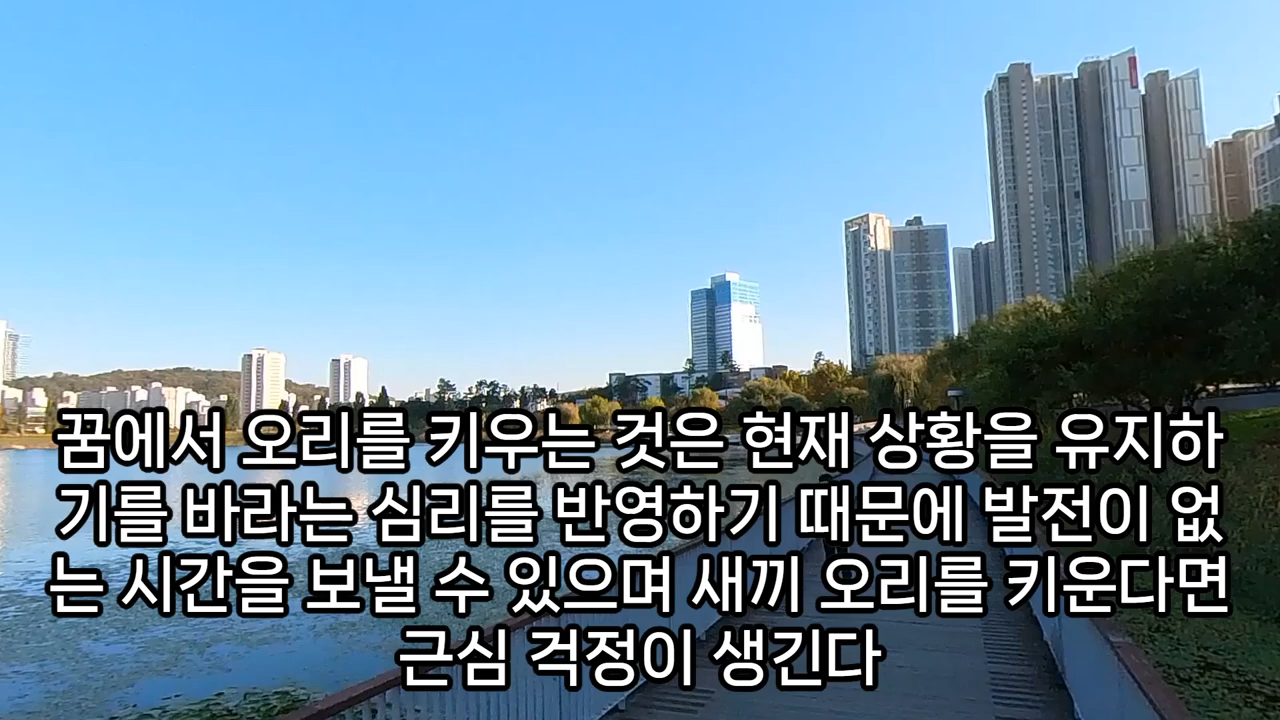 꿈에서 오리를 키우는 것은 현재 상황을 유지하
기를 바라는 심리를 반영하기 때문에 발전이 없
는 시간을 보낼 수 있으며 새끼 오리를 키운다면
근심 걱정이 생긴다